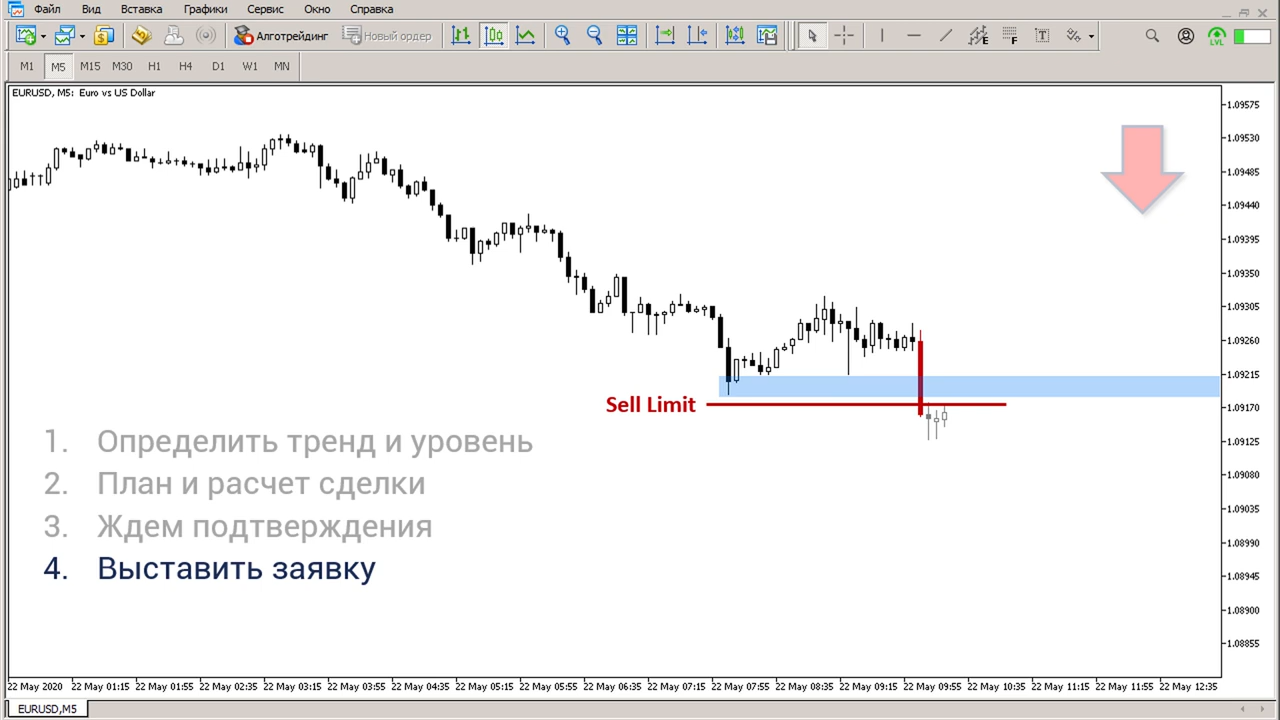 Файл Вид Вставка Графики Сервис Окно Справка
Алготрейдинг Новый ордер LVL
M1 M5 M15 M30 H1 H4 D1 W1 MN
EURUSD, M5: Euro vs US Dollar
1.09575
1.09530
1.09485
1.09440
1.09395
1.09350
1.09305
1.09260
1.09215
Sell Limit
1.09170
1. Определить тренд и уровень
1.09125
2. План и расчет сделки
1.09080
3. Ждем подтверждения
1.09035
1.08990
4. Выставить заявку
1.08945
1.08900
1.08855
22 May 2020 22 May 01:15 22 May 01:55 22 May 02:35 22 May 03:15 22 May 03:55 22 May 04:35 22 May 05:15 22 May 05:55 22 May 06:35 22 May 07:15 22 May 07:55 22 May 08:35 22 May 09:15 22 May 09:55 22 May 10:35 22 May 11:15 22 May 11:55 22 May 12:35
EURUSD,M5